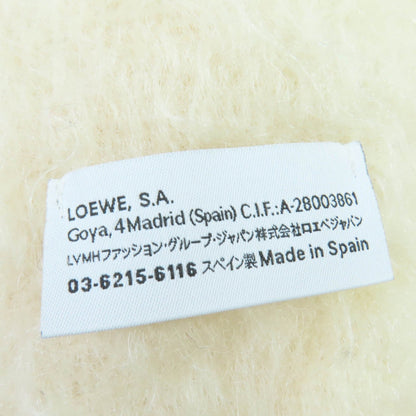 LOEWE, S.A.
Goya, 4 Madrid (Spain) C.I.F.:A-28003861
LVMHファッション・グループ・ジャパン株式会社ロエベジャパン
03-6215-6116 スペイン製 Made in Spain